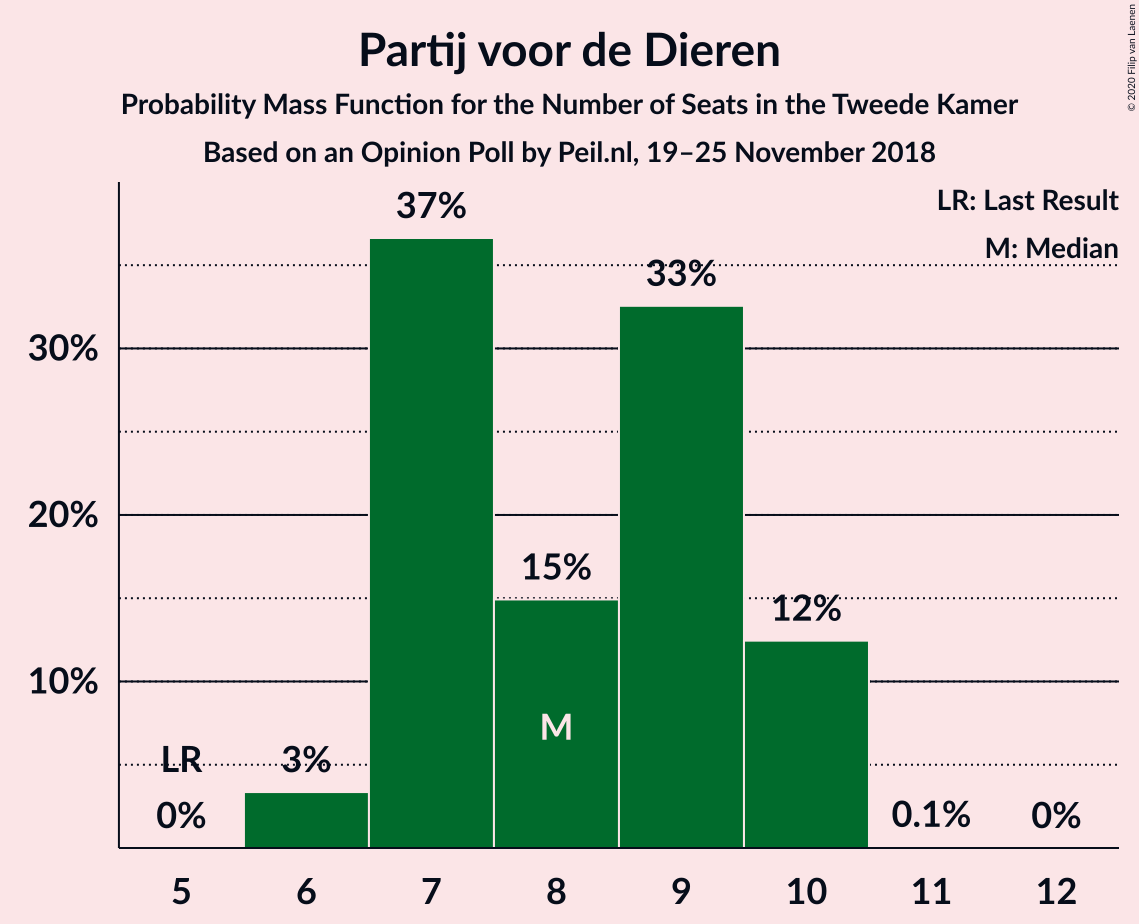 Partij voor de Dieren
Probability Mass Function for the Number of Seats in the Tweede Kamer
Based on an Opinion Poll by Peil.nl, 19–25 November 2018
© 2020 Filip van Laenen
LR: Last Result
M: Median
37%
33%
30%
20%
15%
12%
10%
M
LR
3%
0%
0.1%
0%
5 6 7 8 9 10 11 12